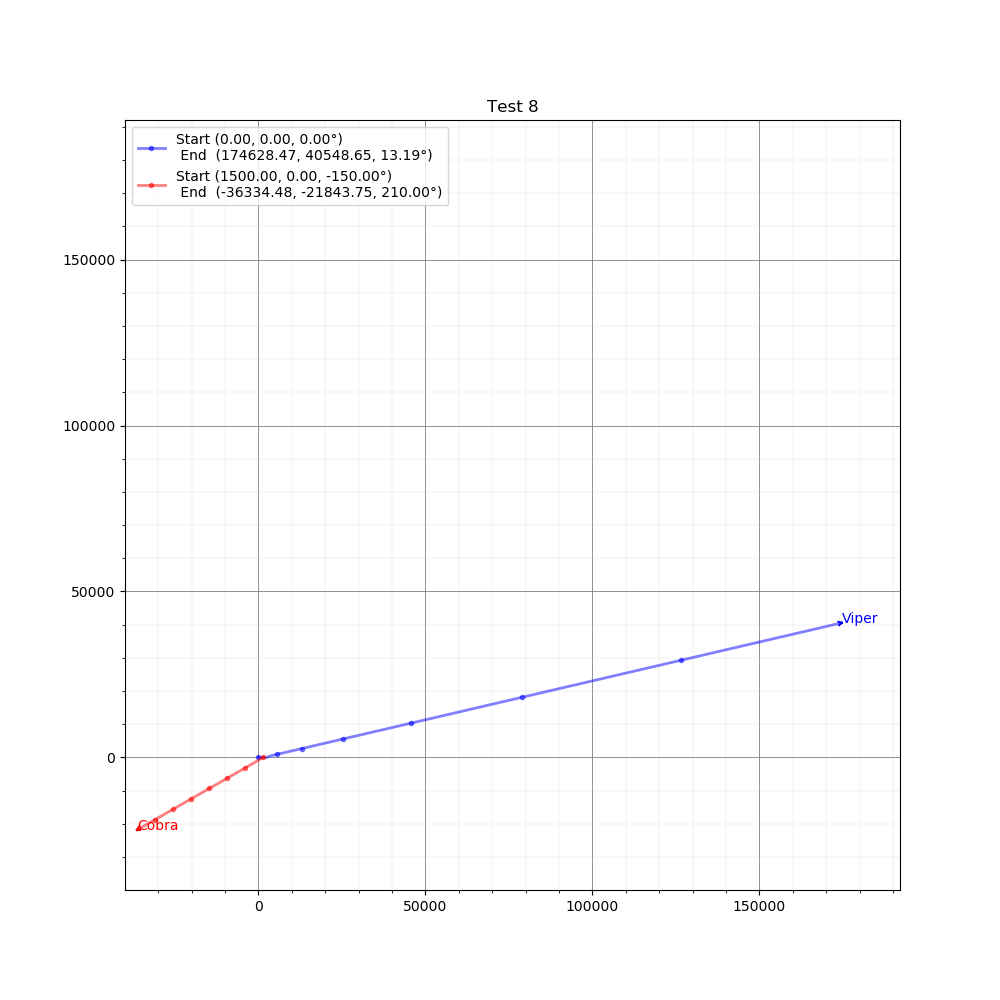 Test 8
Start (0.00, 0.00, 0.00°)
End (174628.47, 40548.65, 13.19°)
Start (1500.00, 0.00, -150.00°)
End (-36334.48, -21843.75, 210.00°)
150000
100000
50000
0
Viper
Cobra
0 50000 100000 150000